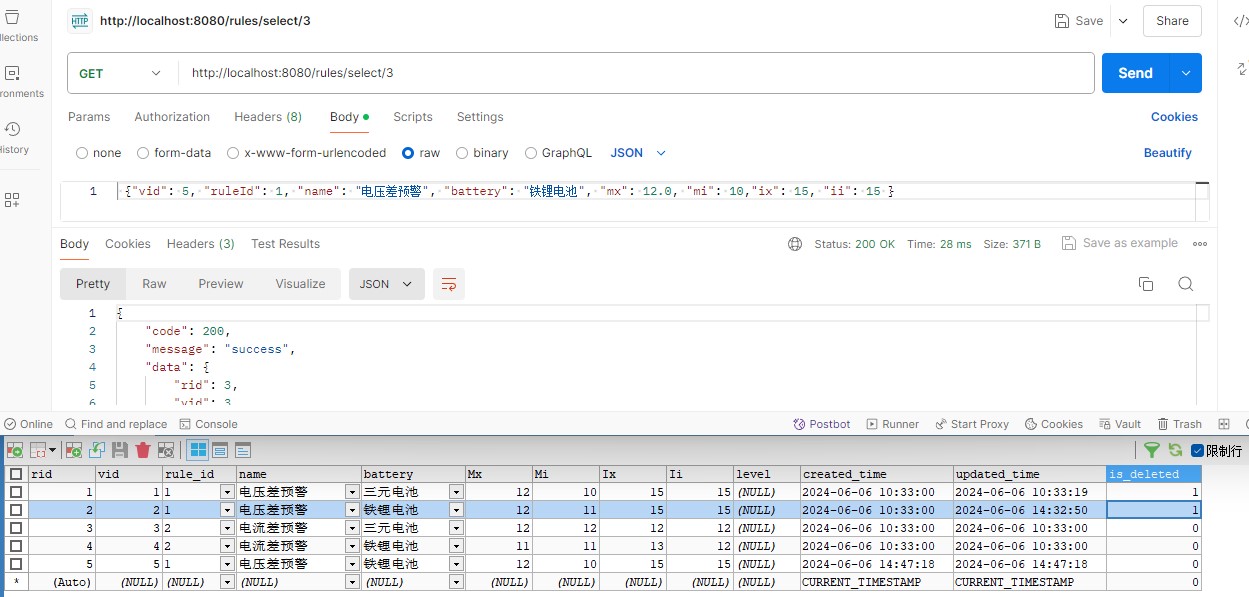 HTTP http://localhost:8080/rules/select/3 Save Share
llections
GET http://localhost:8080/rules/select/3 Send
ronments
Params Authorization Headers (8) Body Scripts Settings Cookies
History
none form-data x-www-form-urlencoded raw binary GraphQL JSON Beautify
1 {"vid": 5, "ruleId": 1, "name": "电压差预警", "battery": "铁锂电池", "mx": 12.0, "mi": 10,"ix": 15, "ii": 15 }
Body Cookies Headers (3) Test Results Status: 200 OK Time: 28 ms Size: 371 B Save as example
Pretty Raw Preview Visualize JSON
1 {
2 "code": 200,
3 "message": "success",
4 "data": {
5 "rid": 3,
6 "vid": 3
Online Find and replace Console Postbot Runner Start Proxy Cookies Vault Trash
限制行
rid vid rule_id name battery Mx Mi Ix Ii level created_time updated_time is_deleted
1 1 1 电压差预警 三元电池 12 10 15 15 (NULL) 2024-06-06 10:33:00 2024-06-06 10:33:19 1
2 2 1 电压差预警 铁锂电池 12 11 15 15 (NULL) 2024-06-06 10:33:00 2024-06-06 14:32:50 1
3 3 2 电流差预警 三元电池 12 12 12 12 (NULL) 2024-06-06 10:33:00 2024-06-06 10:33:00 0
4 4 2 电流差预警 铁锂电池 11 11 13 12 (NULL) 2024-06-06 10:33:00 2024-06-06 10:33:00 0
5 5 1 电压差预警 铁锂电池 12 10 15 15 (NULL) 2024-06-06 14:47:18 2024-06-06 14:47:18 0
* (Auto) (NULL) (NULL) (NULL) (NULL) (NULL) (NULL) (NULL) (NULL) (NULL) CURRENT_TIMESTAMP CURRENT_TIMESTAMP 0